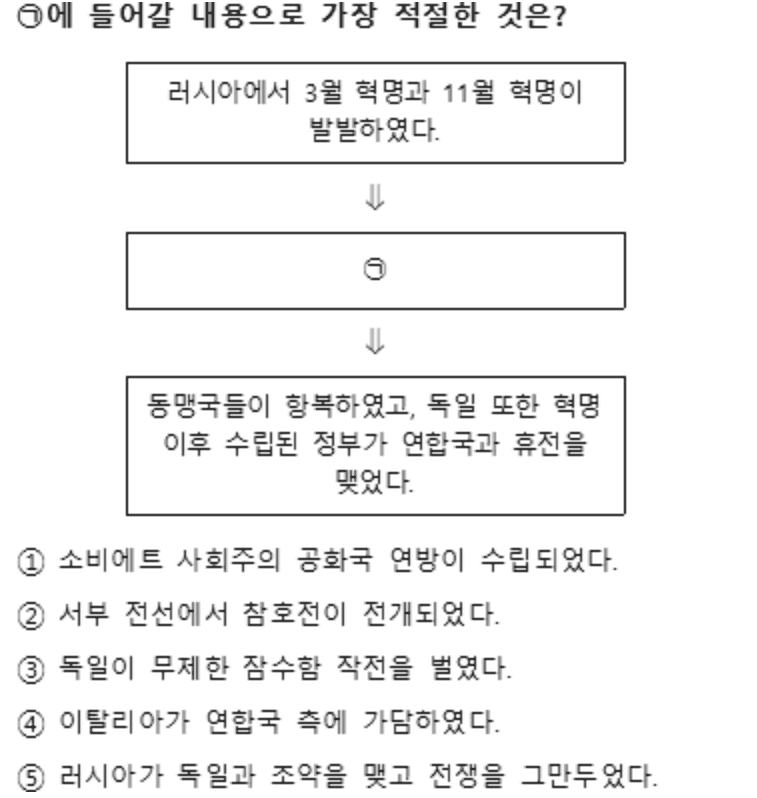 ㉠에 들어갈 내용으로 가장 적절한 것은?
러시아에서 3월 혁명과 11월 혁명이
발발하였다.
⇓
㉠
⇓
동맹국들이 항복하였고, 독일 또한 혁명
이후 수립된 정부가 연합국과 휴전을
맺었다.
① 소비에트 사회주의 공화국 연방이 수립되었다.
② 서부 전선에서 참호전이 전개되었다.
③ 독일이 무제한 잠수함 작전을 벌였다.
④ 이탈리아가 연합국 측에 가담하였다.
⑤ 러시아가 독일과 조약을 맺고 전쟁을 그만두었다.